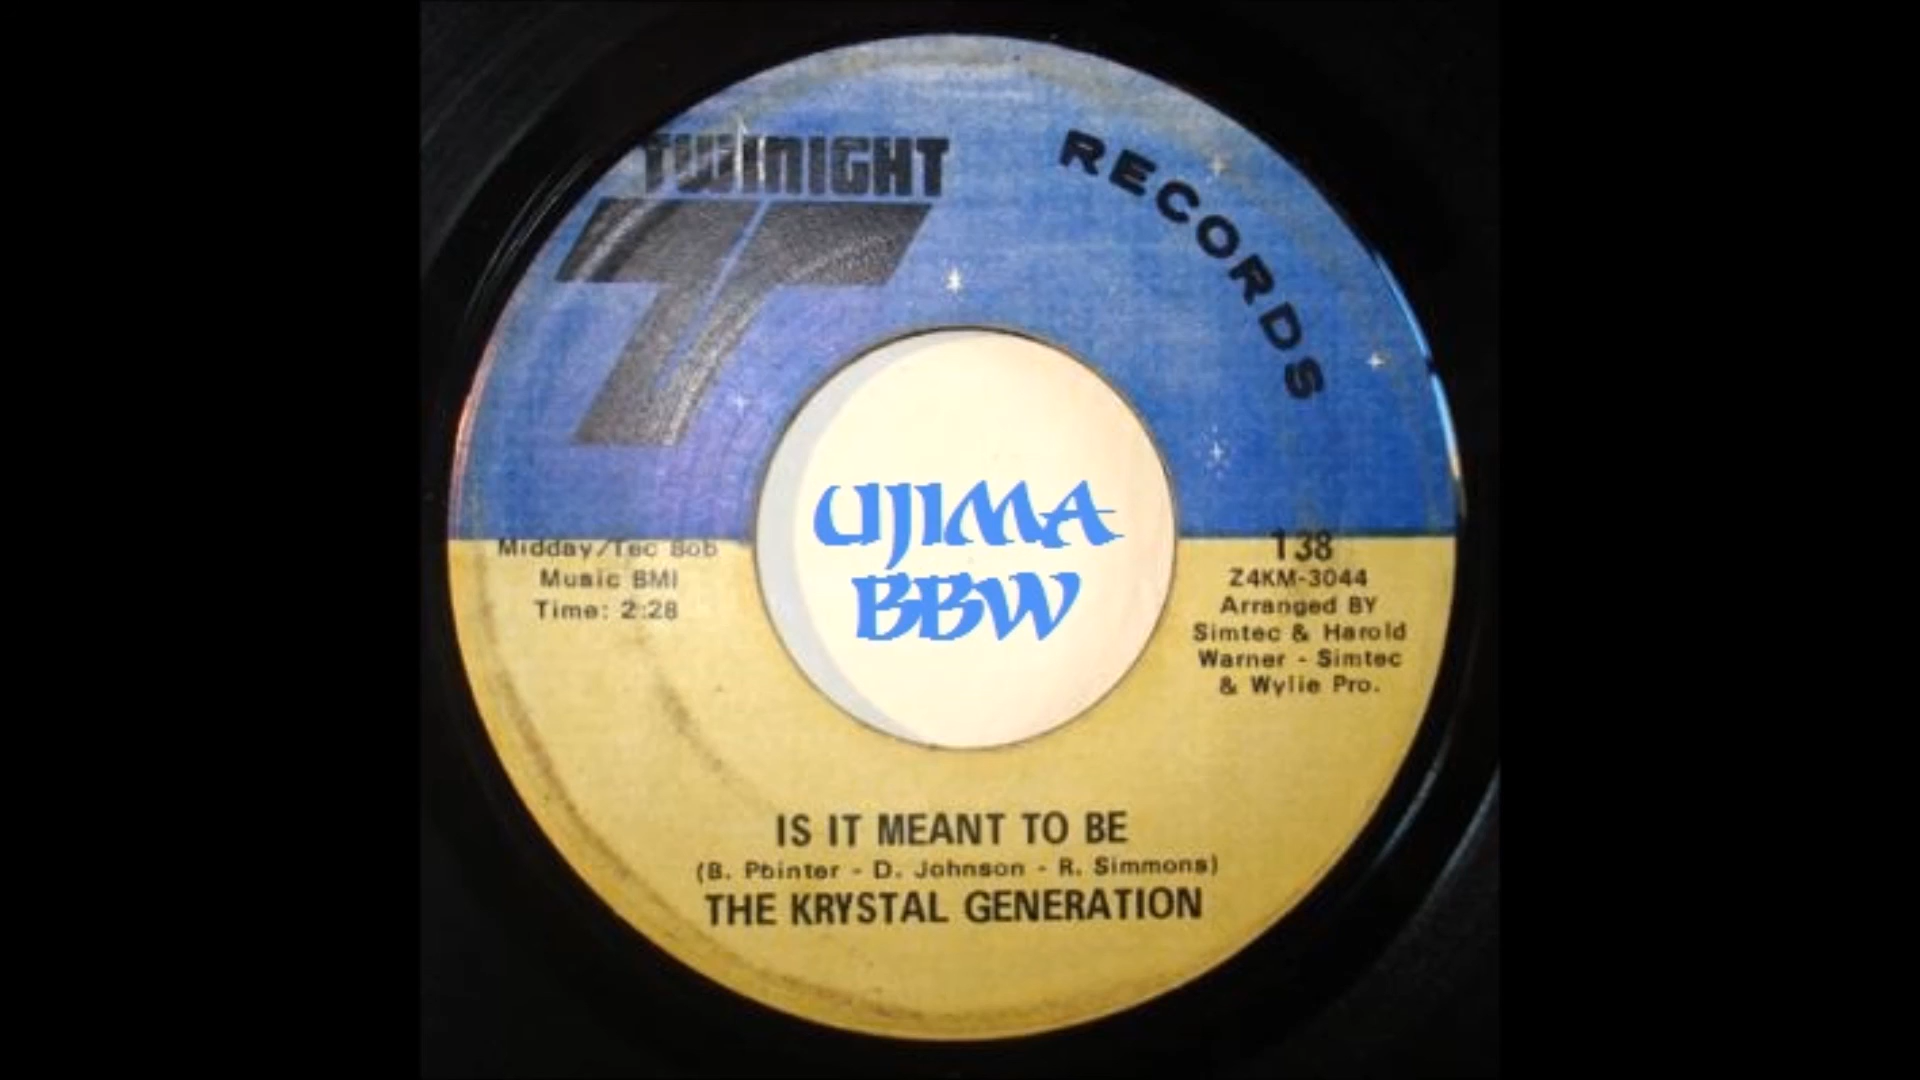 TWINIGHT
RECORDS
UJIMA
BBW
Midday/Tec Bob
Music BMI
Time: 2:28
138
Z4KM-3044
Arranged BY
Simtec & Harold
Warner - Simtec
& Wylie Pro.
IS IT MEANT TO BE
(B. Pointer - D. Johnson - R. Simmons)
THE KRYSTAL GENERATION